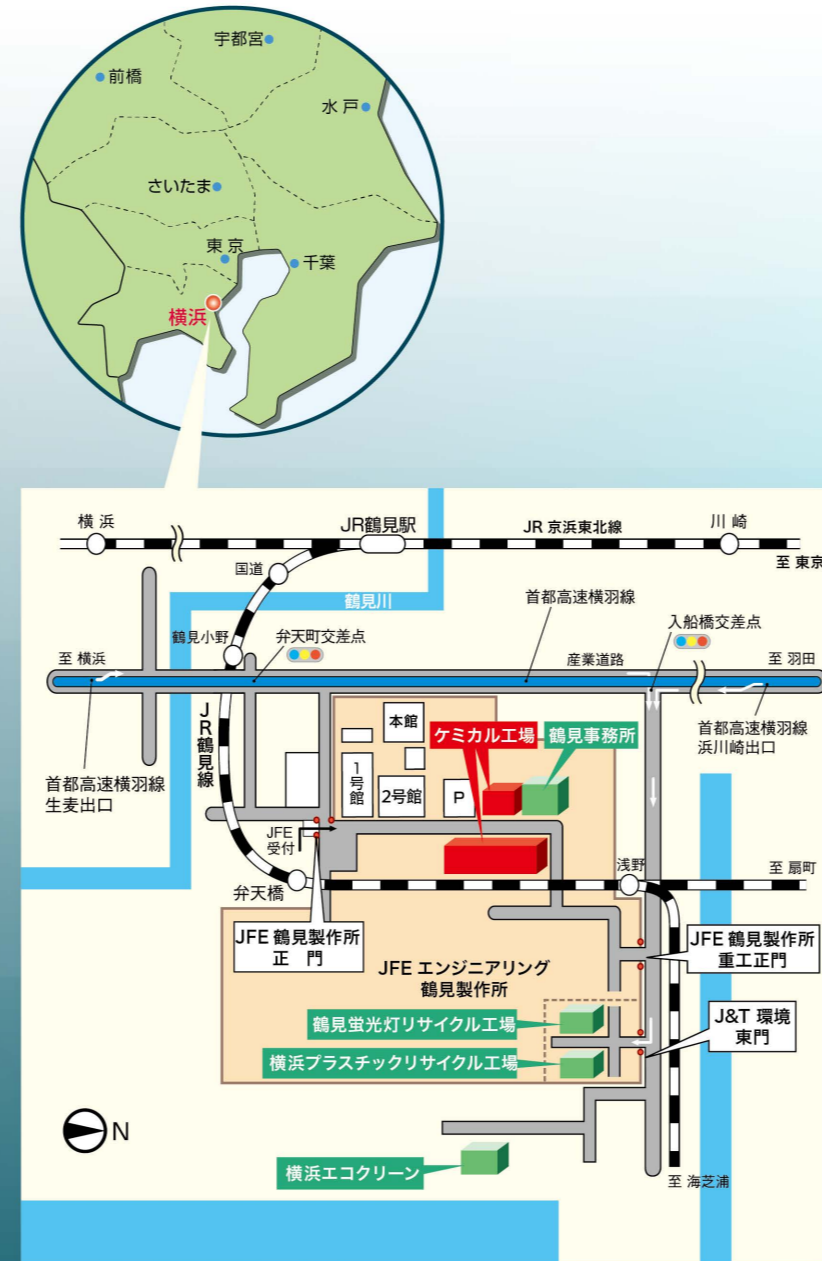 宇都宮
前橋
水戸
さいたま
東京
千葉
横浜
横浜
JR鶴見駅
JR 京浜東北線
川崎
至 東京
国道
鶴見川
鶴見小野
弁天町交差点
首都高速横羽線
入船橋交差点
至 横浜
産業道路
至 羽田
首都高速横羽線
生麦出口
JR鶴見線
首都高速横羽線
浜川崎出口
本館
ケミカル工場
鶴見事務所
1号館
2号館
P
JFE
受付
浅野
至 扇町
弁天橋
JFE 鶴見製作所
正 門
JFE エンジニアリング
鶴見製作所
JFE 鶴見製作所
重工正門
鶴見蛍光灯リサイクル工場
J&T 環境
東門
横浜プラスチックリサイクル工場
N
横浜エコクリーン
至 海芝浦